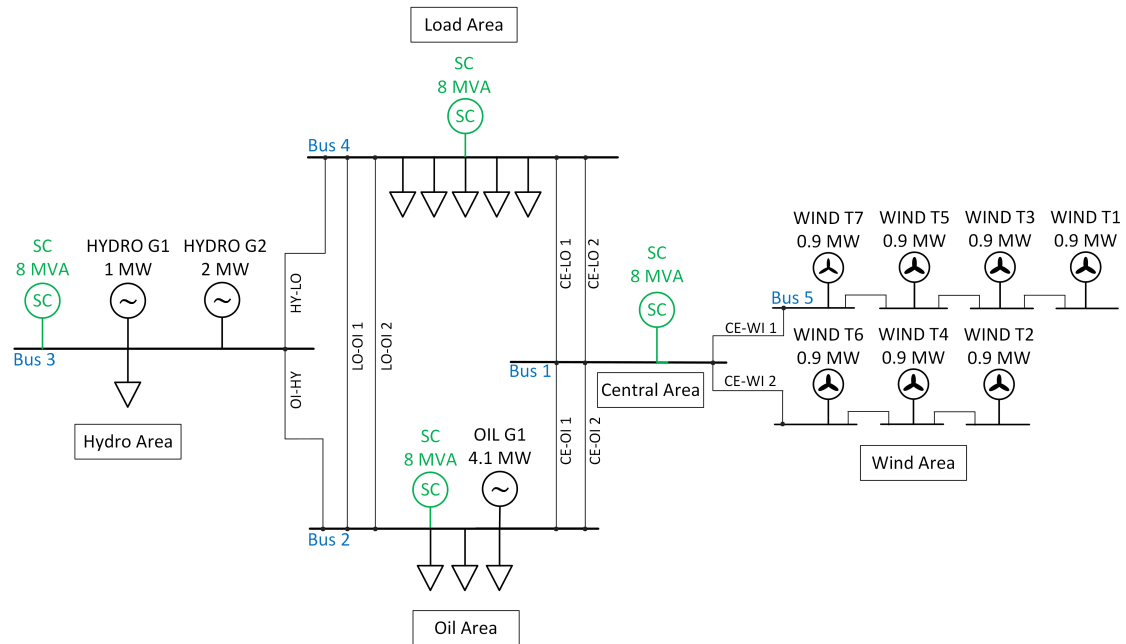 Load Area
SC
8 MVA
SC
Bus 4
SC
8 MVA
SC
HYDRO G1
1 MW
HYDRO G2
2 MW
Bus 3
Hydro Area
HY-LO
OI-HY
LO-OI 1
LO-OI 2
CE-LO 1
CE-LO 2
SC
8 MVA
SC
Bus 1
Central Area
CE-WI 1
CE-WI 2
WIND T7
0.9 MW
WIND T5
0.9 MW
WIND T3
0.9 MW
WIND T1
0.9 MW
Bus 5
WIND T6
0.9 MW
WIND T4
0.9 MW
WIND T2
0.9 MW
Wind Area
SC
8 MVA
SC
OIL G1
4.1 MW
CE-OI 1
CE-OI 2
Bus 2
Oil Area